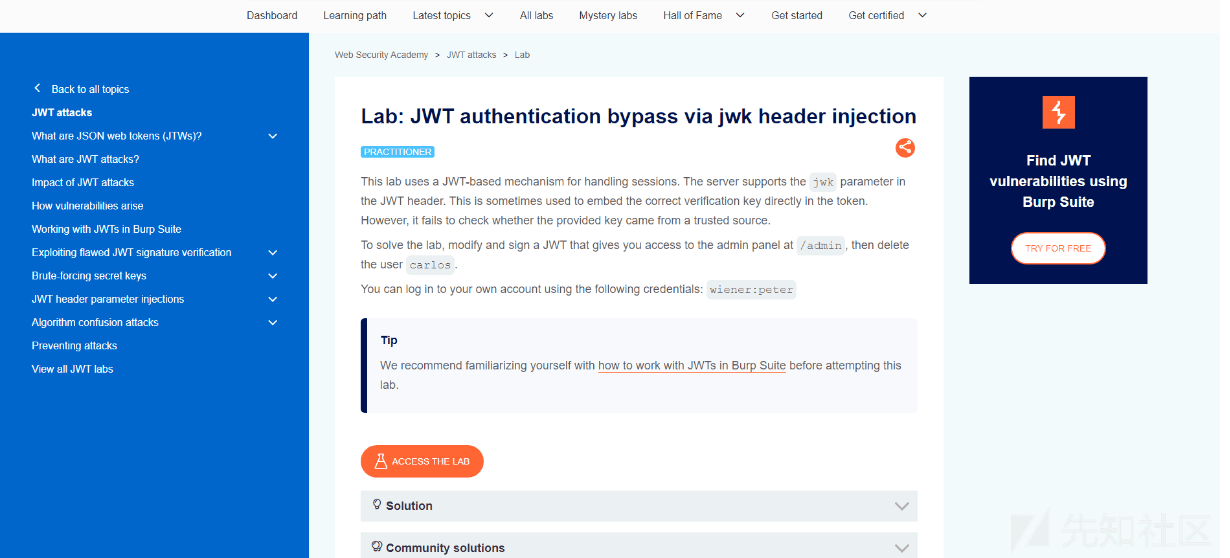 Dashboard Learning path Latest topics All labs Mystery labs Hall of Fame Get started Get certified
Back to all topics
JWT attacks
What are JSON web tokens (JTWs)?
What are JWT attacks?
Impact of JWT attacks
How vulnerabilities arise
Working with JWTs in Burp Suite
Exploiting flawed JWT signature verification
Brute-forcing secret keys
JWT header parameter injections
Algorithm confusion attacks
Preventing attacks
View all JWT labs
Web Security Academy > JWT attacks > Lab
Lab: JWT authentication bypass via jwk header injection
PRACTITIONER
This lab uses a JWT-based mechanism for handling sessions. The server supports the jwk parameter in
the JWT header. This is sometimes used to embed the correct verification key directly in the token.
However, it fails to check whether the provided key came from a trusted source.
To solve the lab, modify and sign a JWT that gives you access to the admin panel at /admin, then delete
the user carlos.
You can log in to your own account using the following credentials: wiener:peter
Tip
We recommend familiarizing yourself with how to work with JWTs in Burp Suite before attempting this
lab.
ACCESS THE LAB
Solution
Community solutions
Find JWT
vulnerabilities using
Burp Suite
TRY FOR FREE
先知社区